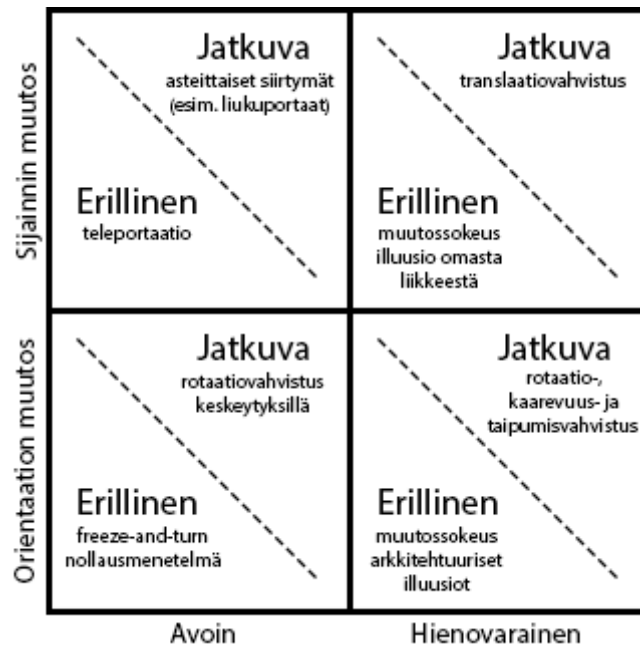 Sijainnin muutos
Jatkuva
asteittaiset siirtymät
(esim. liukuportaat)
Erillinen
teleportaatio
Jatkuva
translaatiovahvistus
Erillinen
muutossokeus
illuusio omasta
liikkeestä
Orientaation muutos
Jatkuva
rotaatiovahvistus
keskeytyksillä
Erillinen
freeze-and-turn
nollausmenetelmä
Jatkuva
rotaatio-,
kaarevuus- ja
taipumisvahvistus
Erillinen
muutossokeus
arkkitehtuuriset
illuusiot
Avoin
Hienovarainen